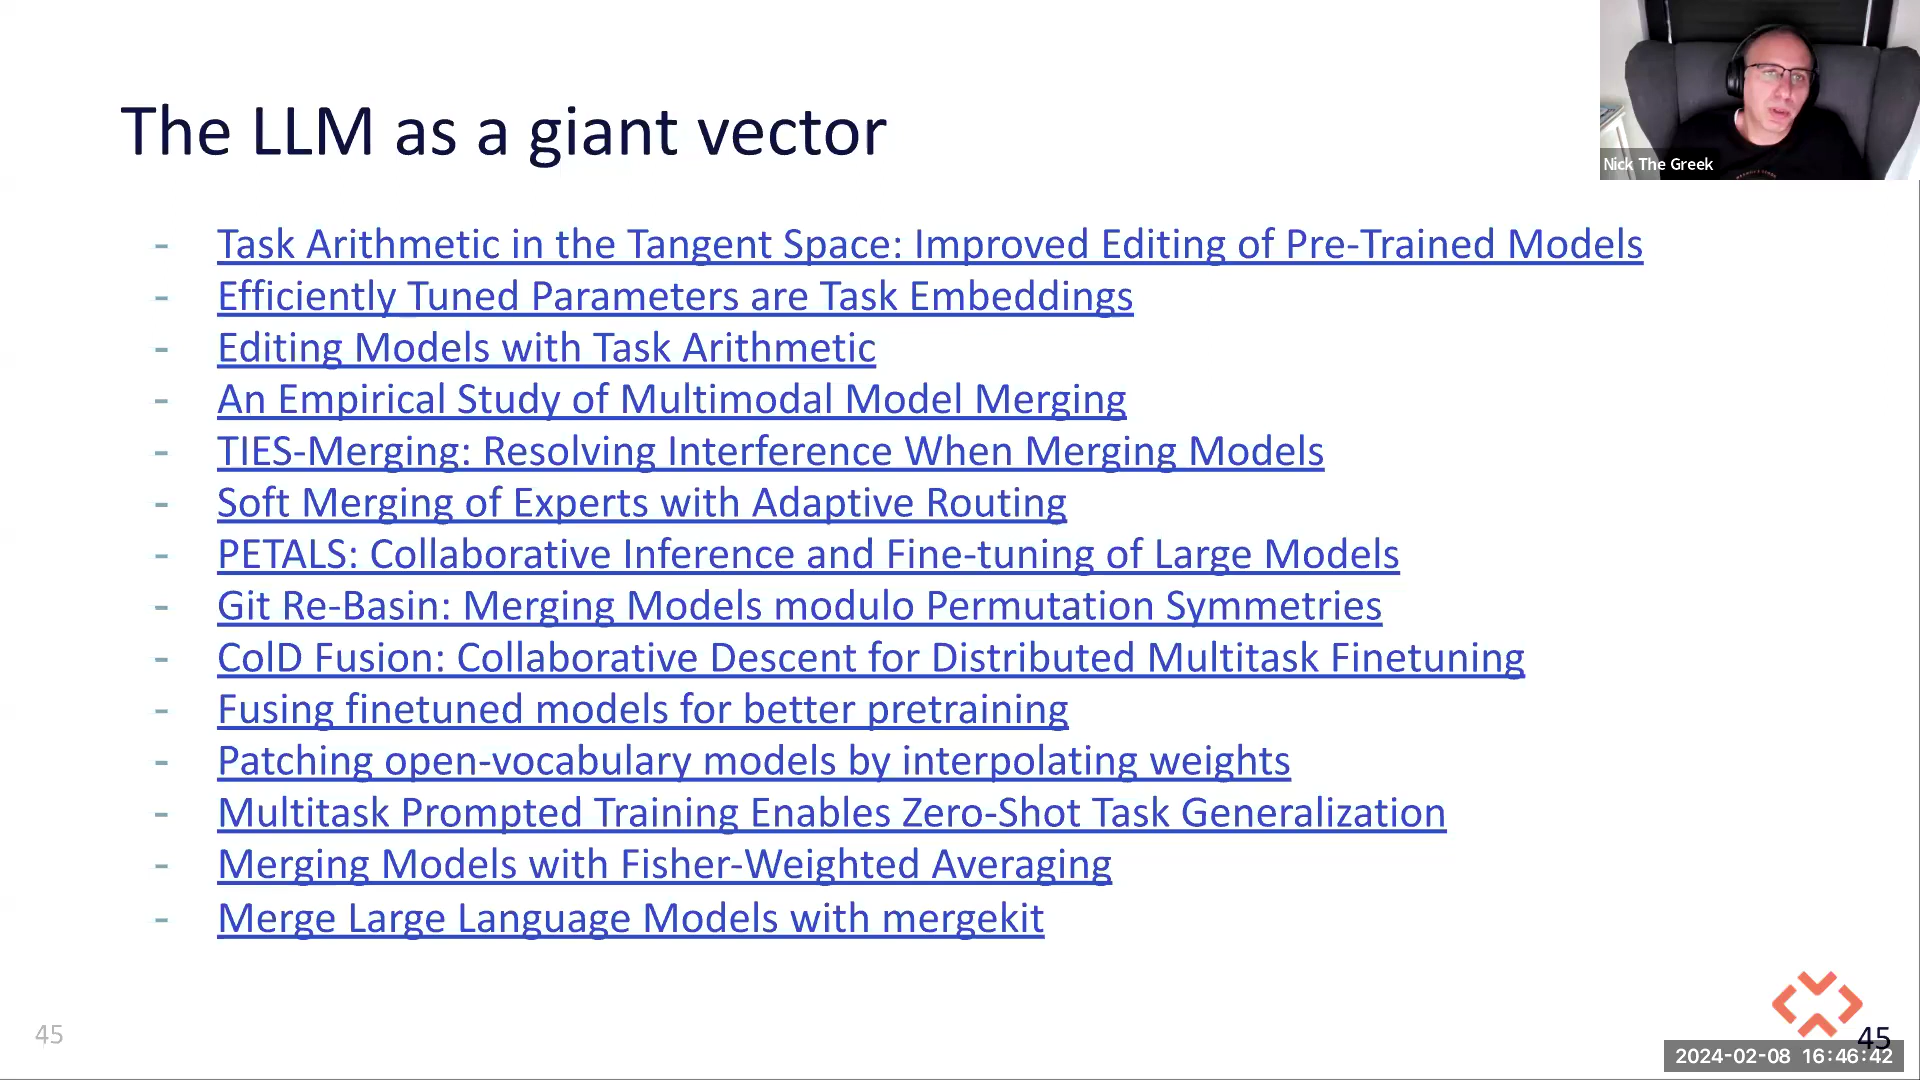 The LLM as a giant vector
Nick The Greek
- Task Arithmetic in the Tangent Space: Improved Editing of Pre-Trained Models
- Efficiently Tuned Parameters are Task Embeddings
- Editing Models with Task Arithmetic
- An Empirical Study of Multimodal Model Merging
- TIES-Merging: Resolving Interference When Merging Models
- Soft Merging of Experts with Adaptive Routing
- PETALS: Collaborative Inference and Fine-tuning of Large Models
- Git Re-Basin: Merging Models modulo Permutation Symmetries
- ColD Fusion: Collaborative Descent for Distributed Multitask Finetuning
- Fusing finetuned models for better pretraining
- Patching open-vocabulary models by interpolating weights
- Multitask Prompted Training Enables Zero-Shot Task Generalization
- Merging Models with Fisher-Weighted Averaging
- Merge Large Language Models with mergekit
45
45
2024-02-08 16:46:42